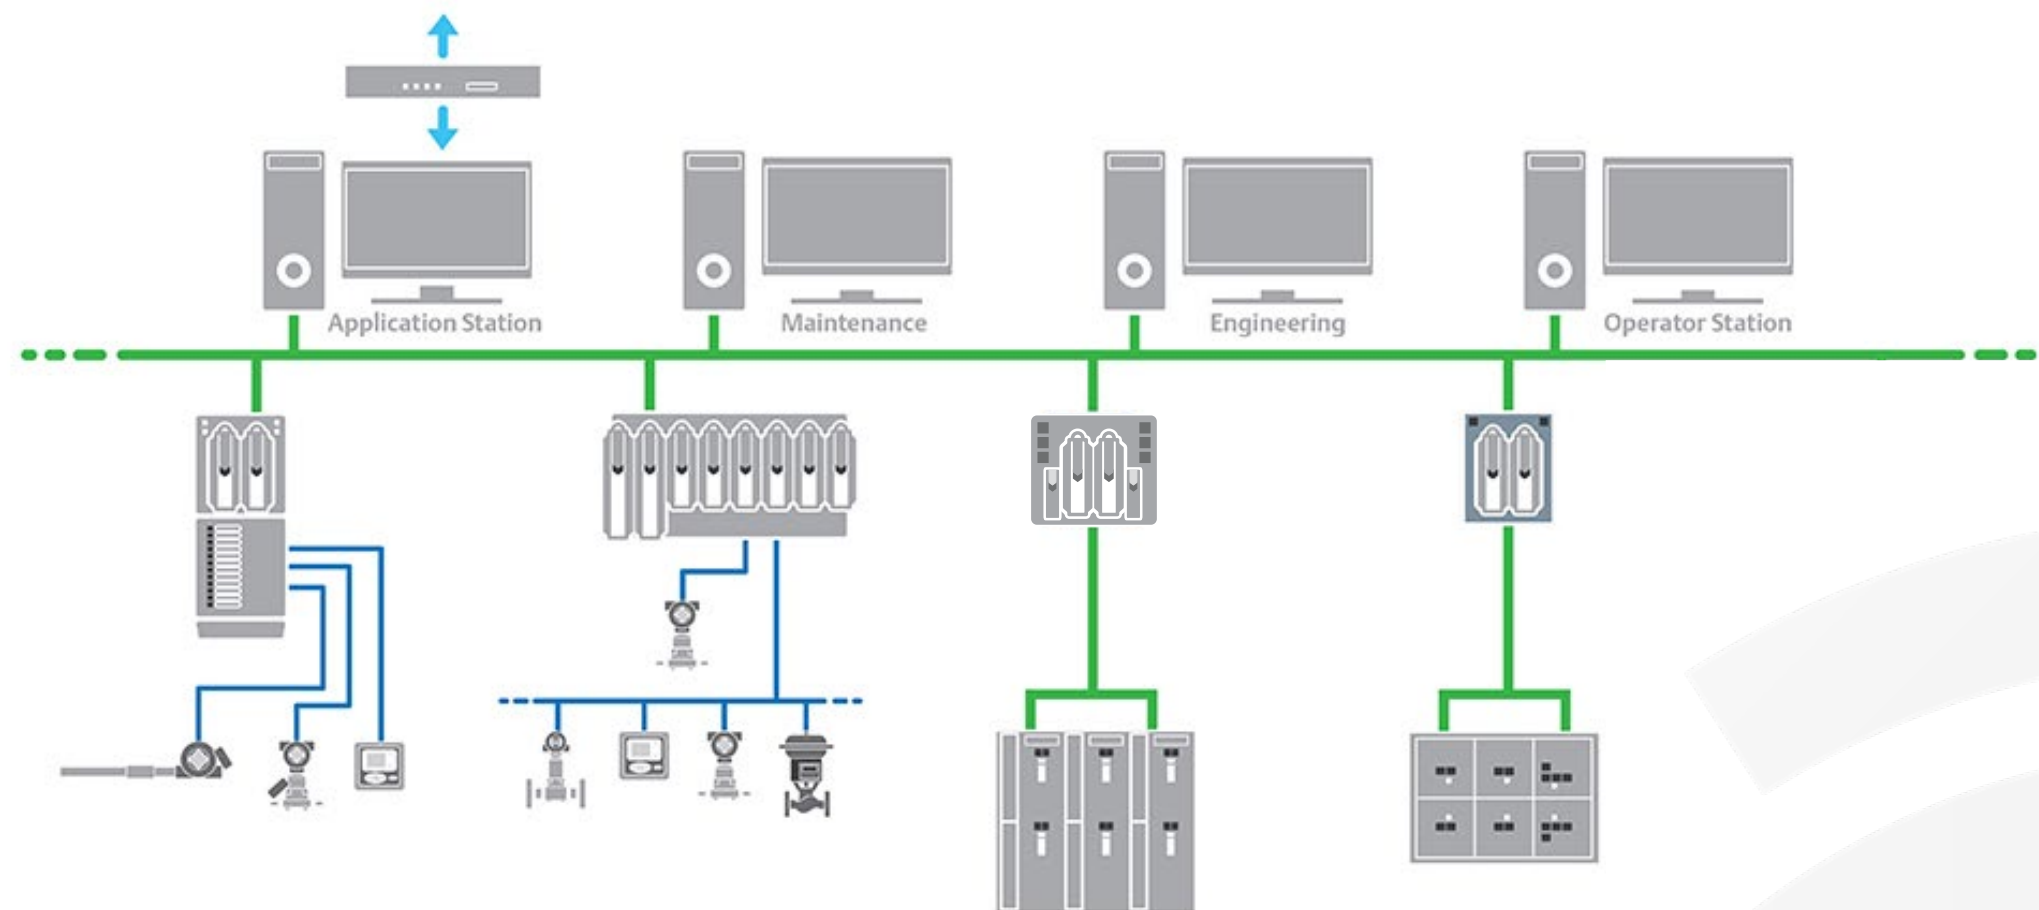 Application Station
Maintenance
Engineering
Operator Station